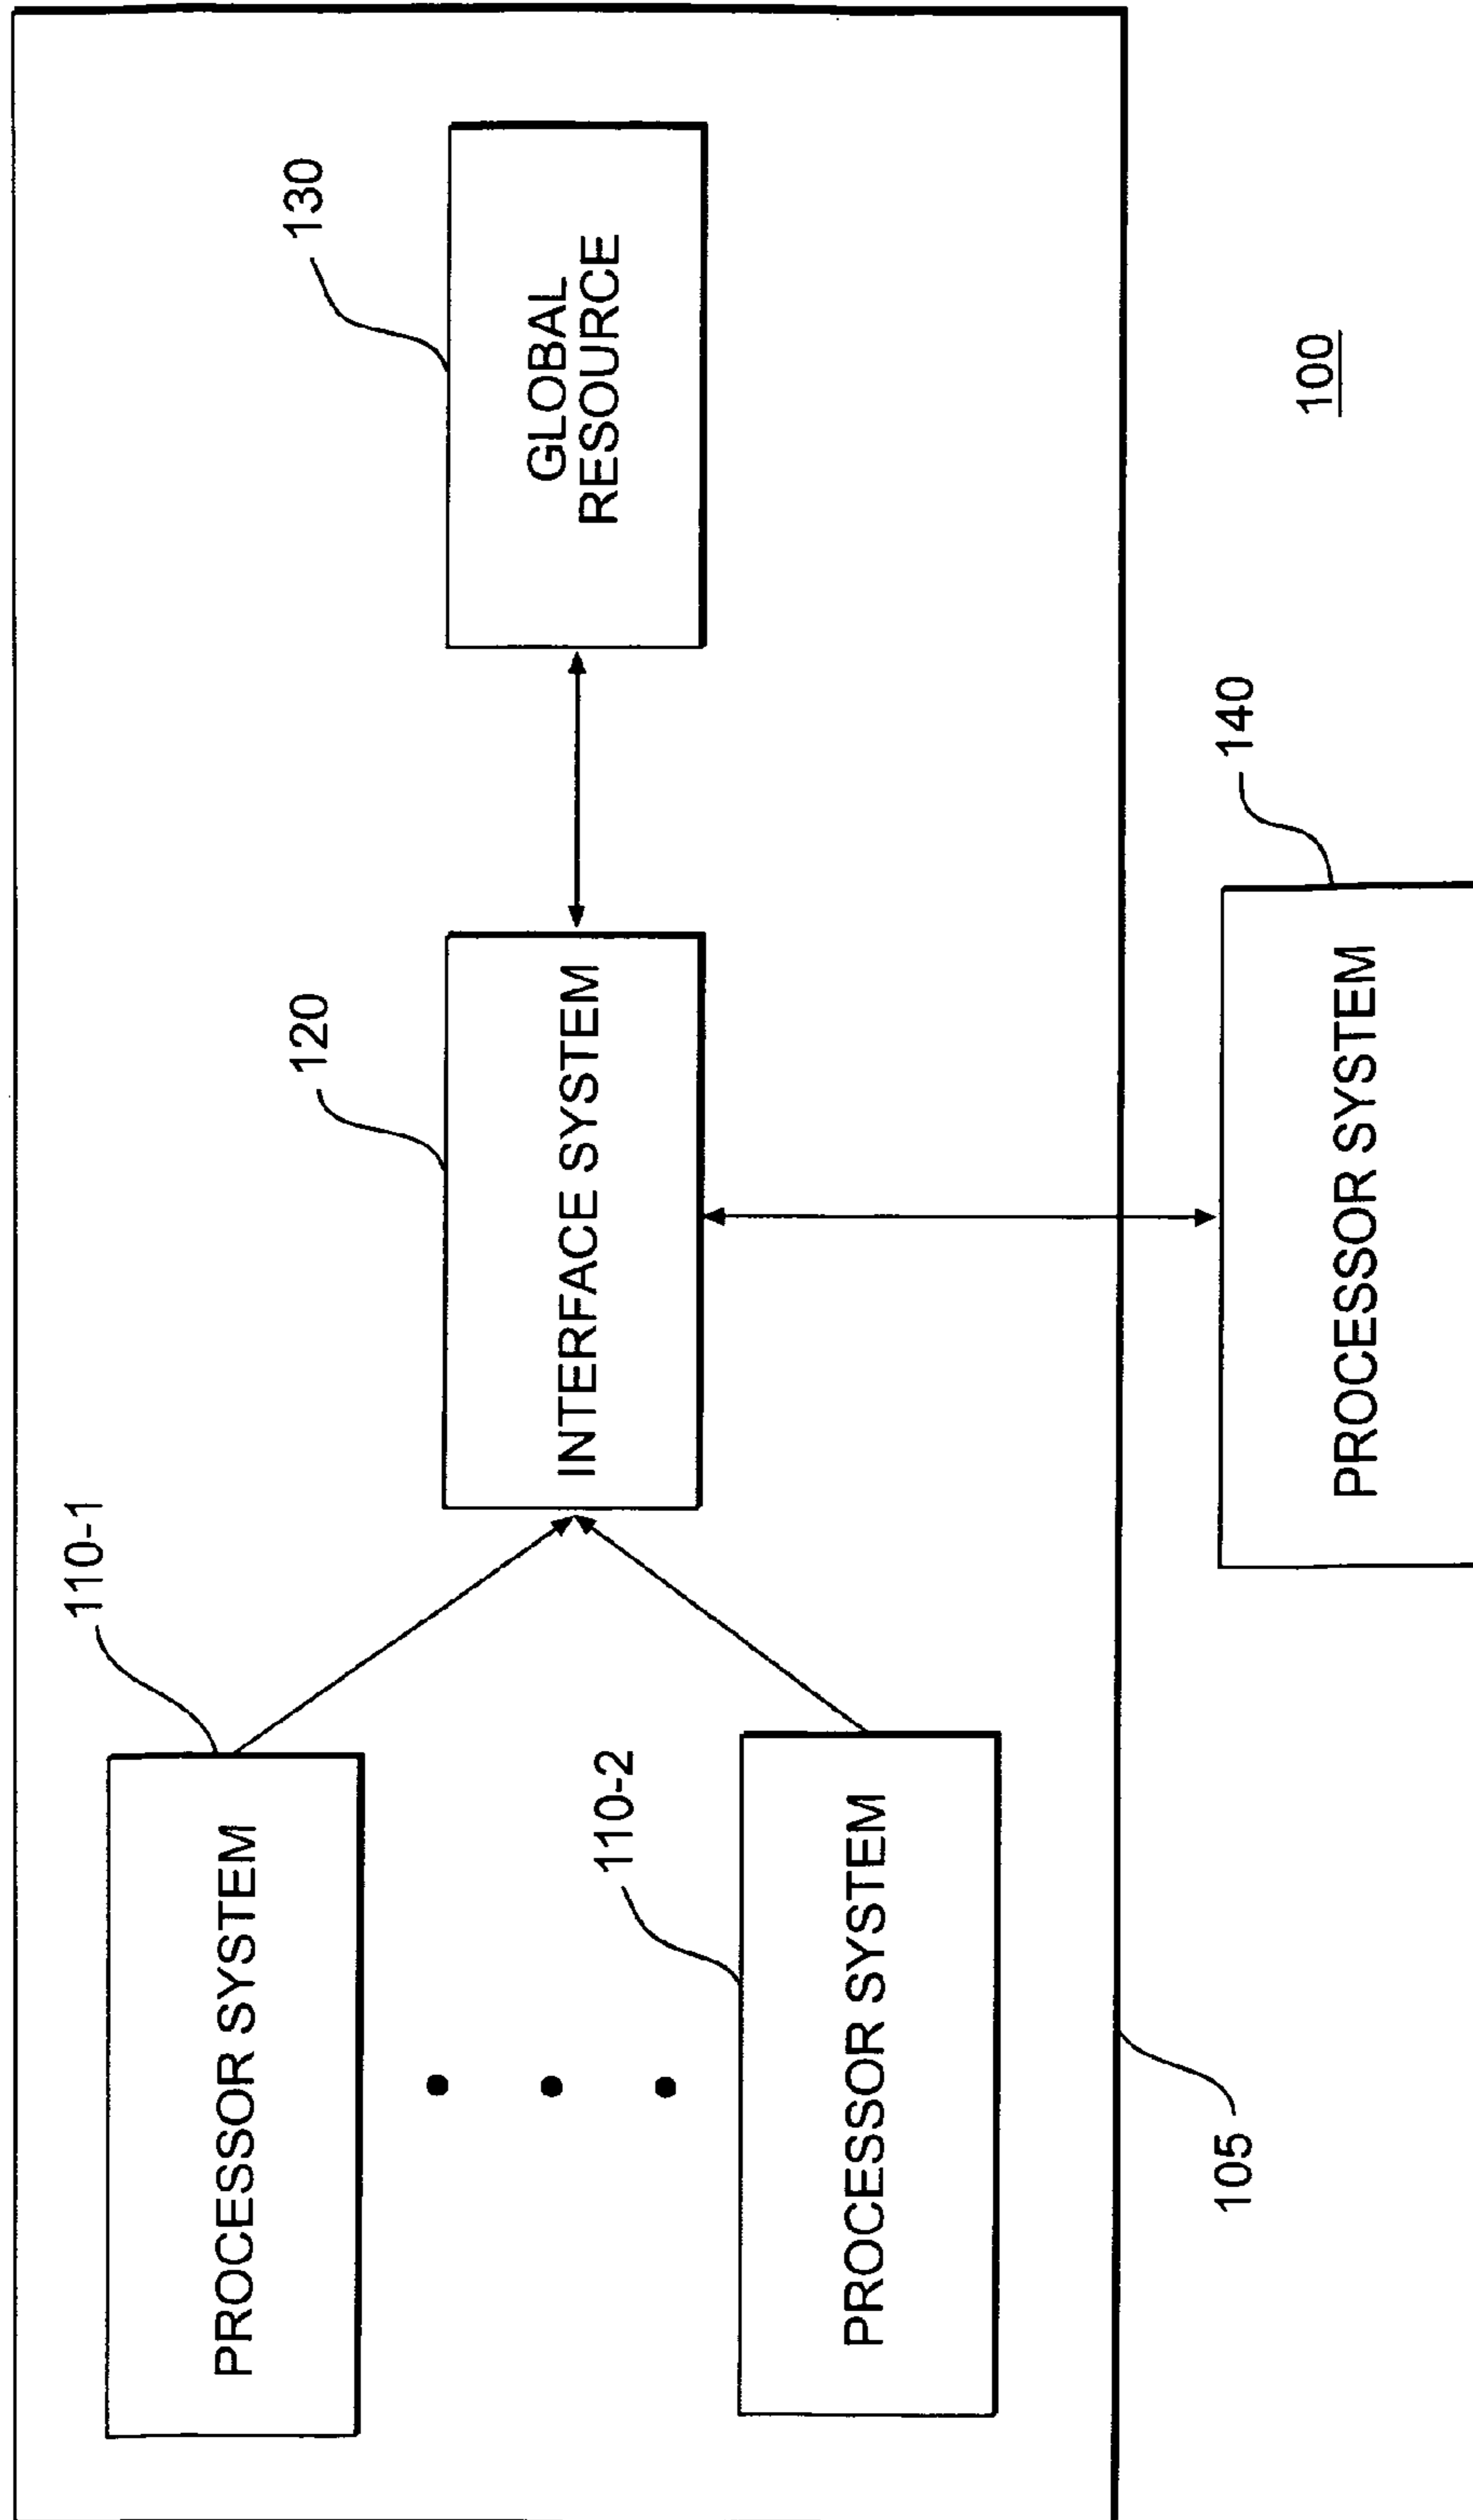 110-1
PROCESSOR SYSTEM
110-2
PROCESSOR SYSTEM
120
INTERFACE SYSTEM
130
GLOBAL
RESOURCE
105
140
PROCESSOR SYSTEM
100